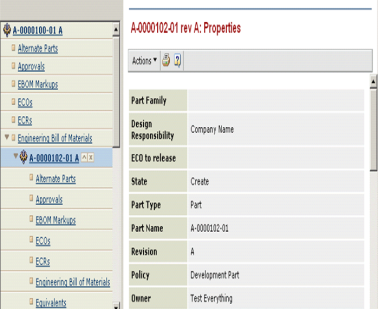 A-0000100-01 A
Alternate Parts
Approvals
EBOM Markups
ECOs
ECRs
Engineering Bill of Materials
A-0000102-01 A
Alternate Parts
Approvals
EBOM Markups
ECOs
ECRs
Engineering Bill of Materials
Equivalents
A-0000102-01 rev A: Properties
Actions
Part Family
Design
Responsibility Company Name
ECO to release
State Create
Part Type Part
Part Name A-0000102-01
Revision A
Policy Development Part
Owner Test Everything